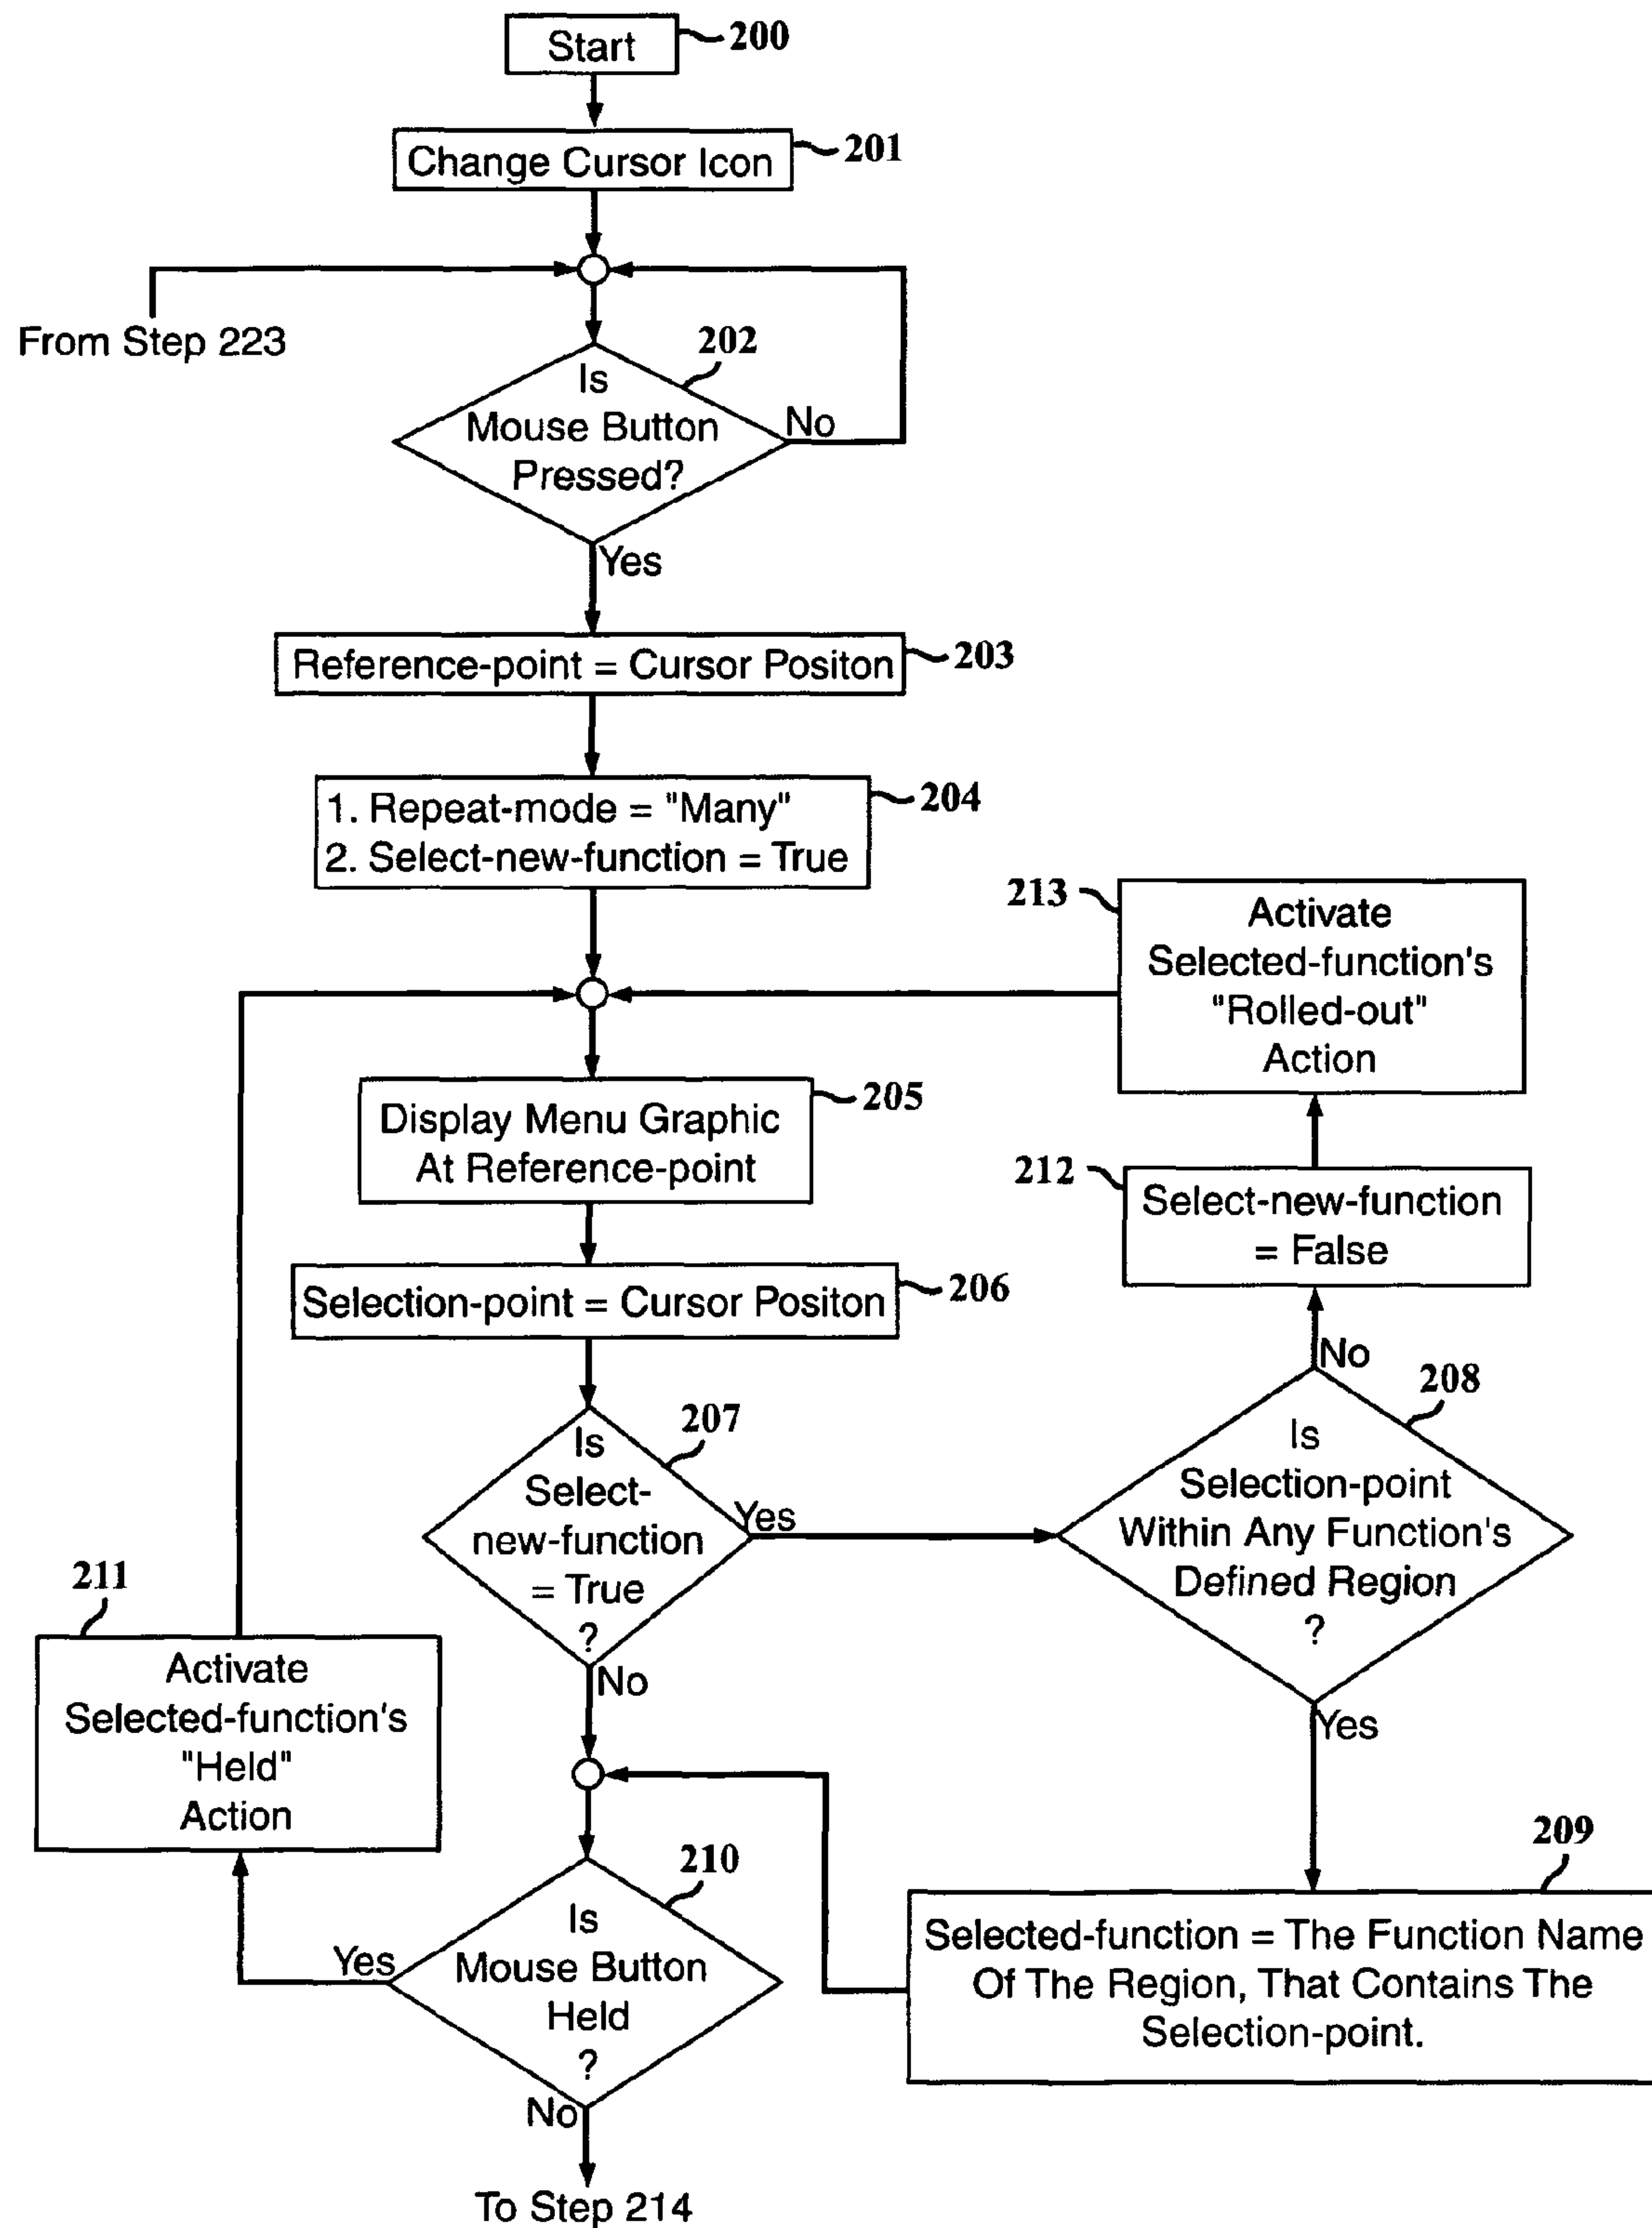 Start
200
Change Cursor Icon
201
From Step 223
202
Is
Mouse Button
Pressed?
No
Yes
Reference-point = Cursor Positon
203
1. Repeat-mode = "Many"
2. Select-new-function = True
204
213
Activate
Selected-function's
"Rolled-out"
Action
Display Menu Graphic
At Reference-point
205
212
Select-new-function
= False
Selection-point = Cursor Positon
206
No
208
Is
Selection-point
Within Any Function's
Defined Region
?
Yes
207
Is
Select-
new-function
= True
?
Yes
No
211
Activate
Selected-function's
"Held"
Action
209
Selected-function = The Function Name
Of The Region, That Contains The
Selection-point.
210
Is
Mouse Button
Held
?
Yes
No
To Step 214